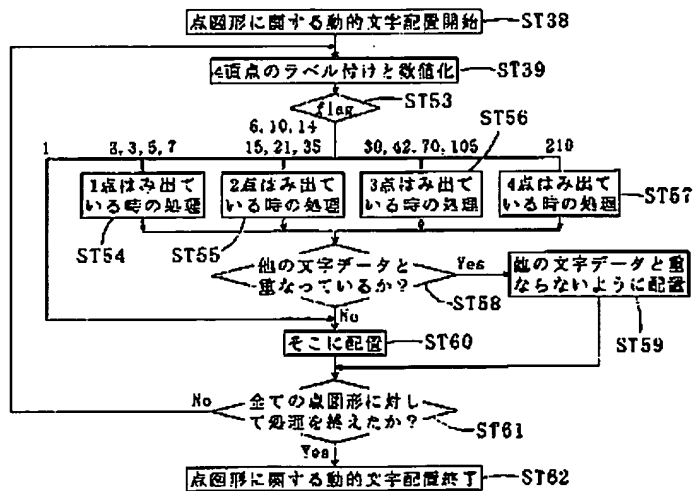 点図形に関する動的文字配置開始 ST38
4頂点のラベル付けと数値化 ST39
flag ST53
6,10,14 ST56
1 2,3,5,7 15,21,35 30,42,70,105 210
1点はみ出て 2点はみ出て 3点はみ出て 4点はみ出て
いる時の処理 いる時の処理 いる時の処理 いる時の処理 ST57
ST54 ST55
他の文字データと Yes 他の文字データと重
重なっているか? ならないように配置
ST58
No ST59
そこに配置 ST60
No 全ての点図形に対し
て処理を終えたか? ST61
Yes
点図形に関する動的文字配置終了 ST62